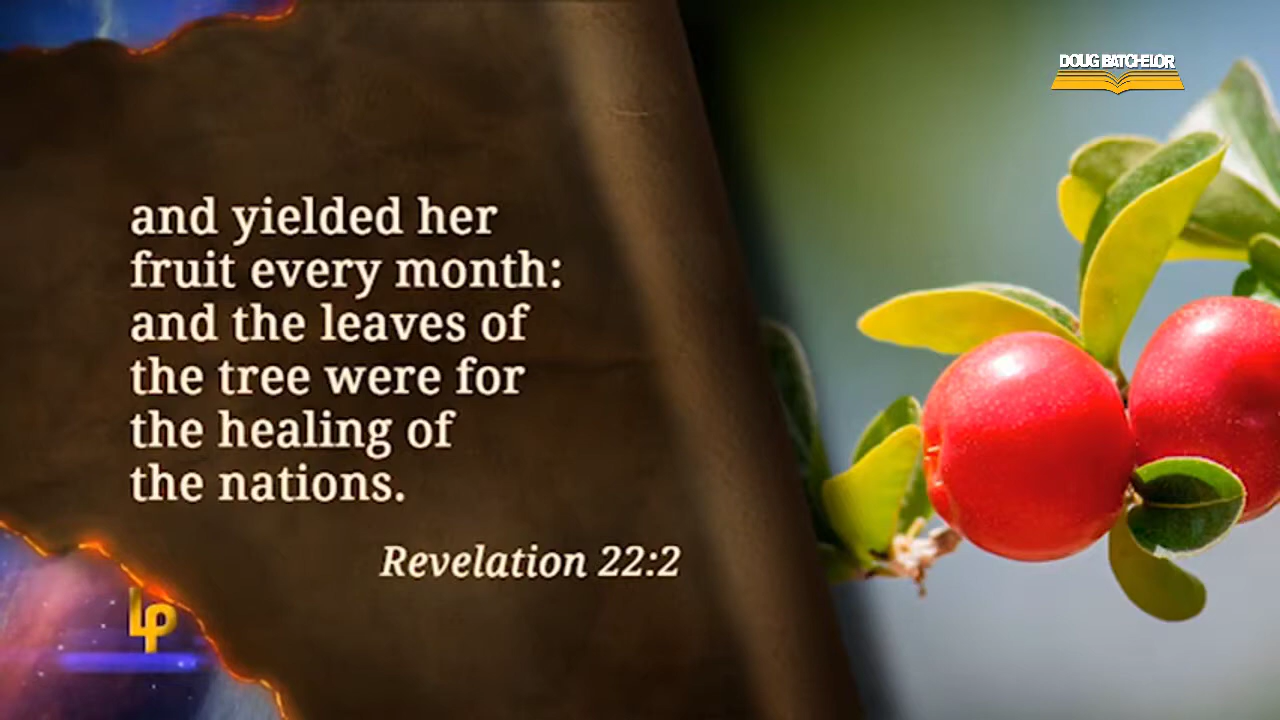 DOUG BATCHELOR
and yielded her
fruit every month:
and the leaves of
the tree were for
the healing of
the nations.
Revelation 22:2
LP